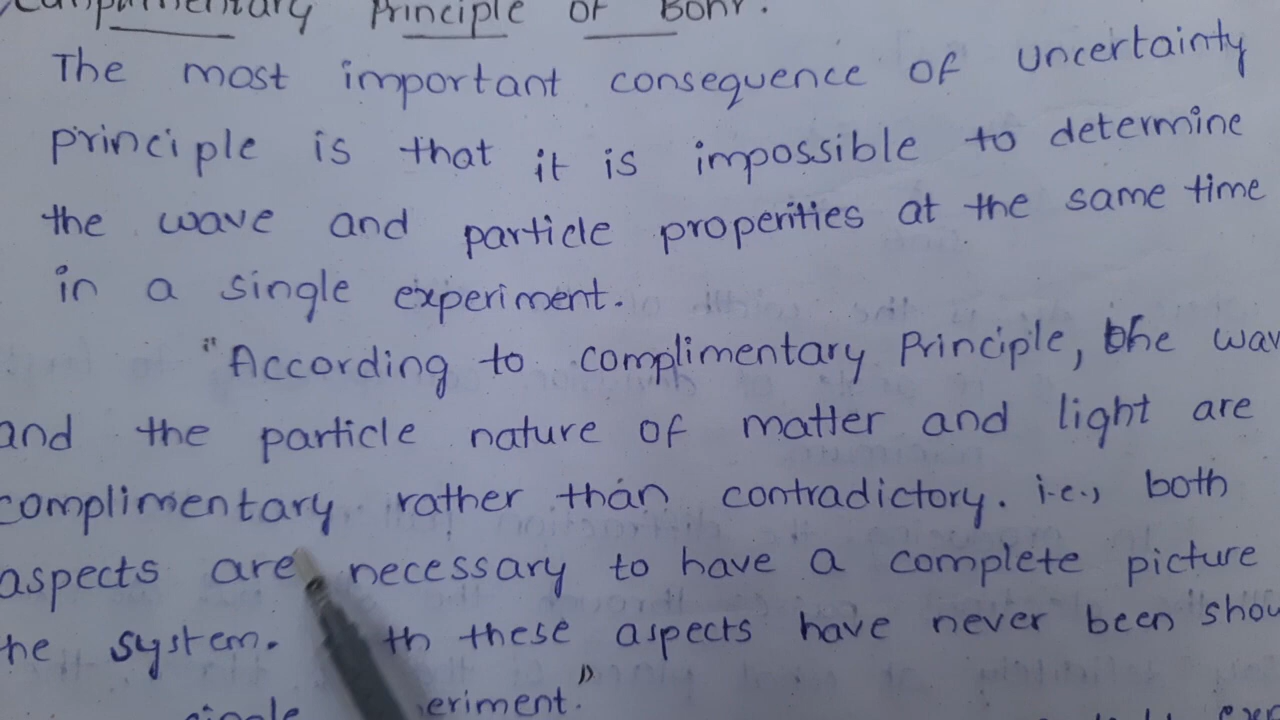 Complimentary Principle of Bohr.
The most important consequence of uncertainty
principle is that it is impossible to determine
the wave and particle properities at the same time
in a single experiment.
"According to complimentary Principle, the wav
and the particle nature of matter and light are
complimentary rather than contradictory. i.e., both
aspects are necessary to have a complete picture
he system. th these aspects have never been show
single eriment."